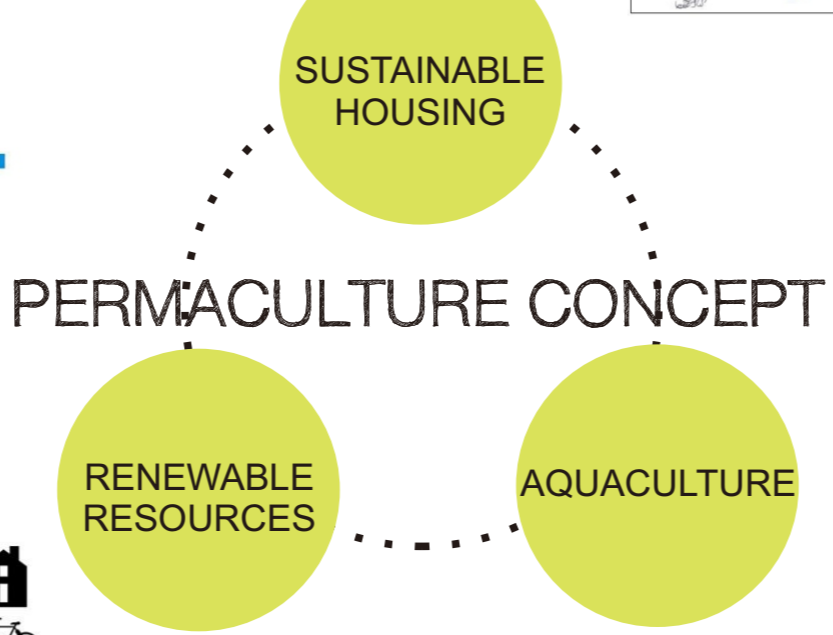 SUSTAINABLE
HOUSING
PERMACULTURE CONCEPT
RENEWABLE
RESOURCES
AQUACULTURE